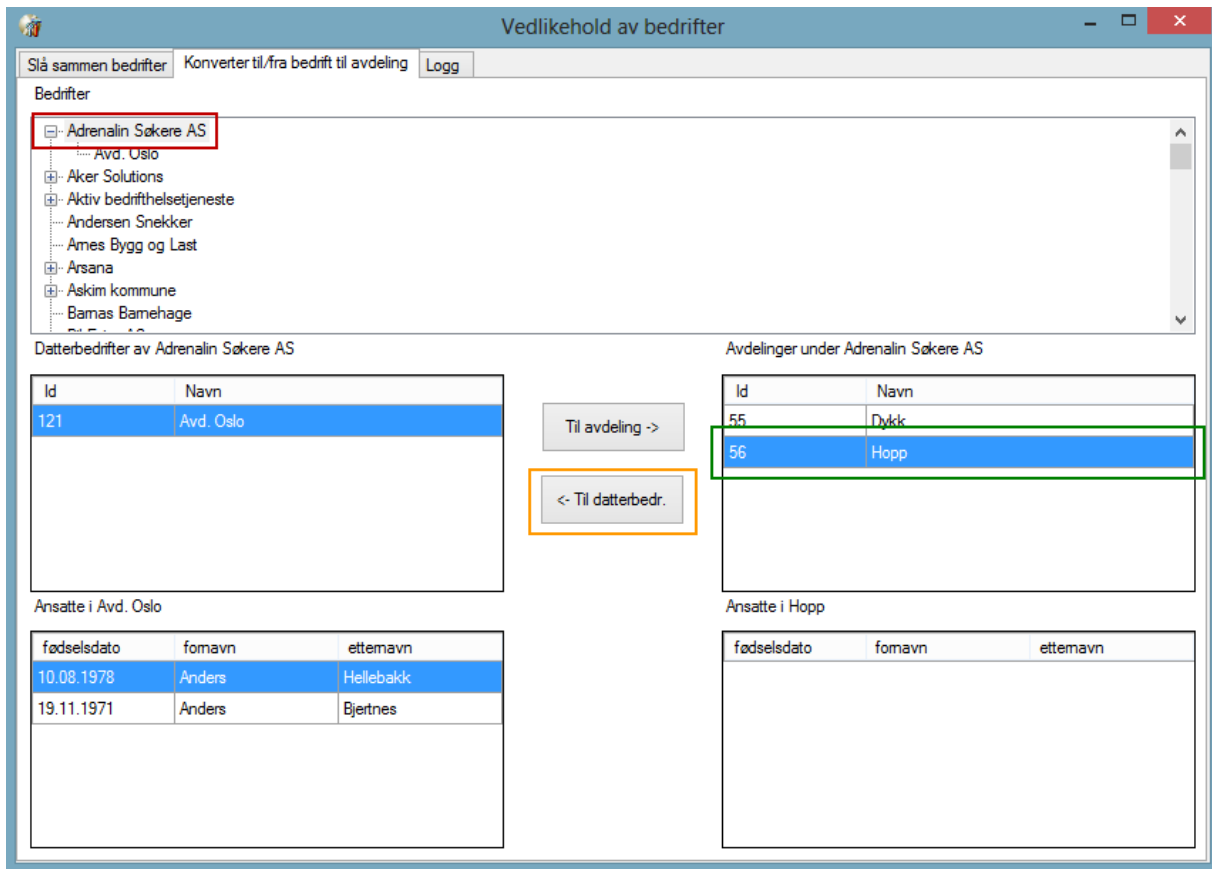 Vedlikehold av bedrifter
Slå sammen bedrifter Konverter til/fra bedrift til avdeling Logg
Bedrifter
Adrenalin Søkere AS
Avd. Oslo
Aker Solutions
Aktiv bedrifthelsetjeneste
Andersen Snekker
Arnes Bygg og Last
Arsana
Askim kommune
Barnas Barnehage
Datterbedrifter av Adrenalin Søkere AS
Id Navn
121 Avd. Oslo
Til avdeling ->
<- Til datterbedr.
Avdelinger under Adrenalin Søkere AS
Id Navn
55 Dykk
56 Hopp
Ansatte i Avd. Oslo
fødselsdato fornavn etternavn
10.08.1978 Anders Hellebakk
19.11.1971 Anders Bjertnes
Ansatte i Hopp
fødselsdato fornavn etternavn